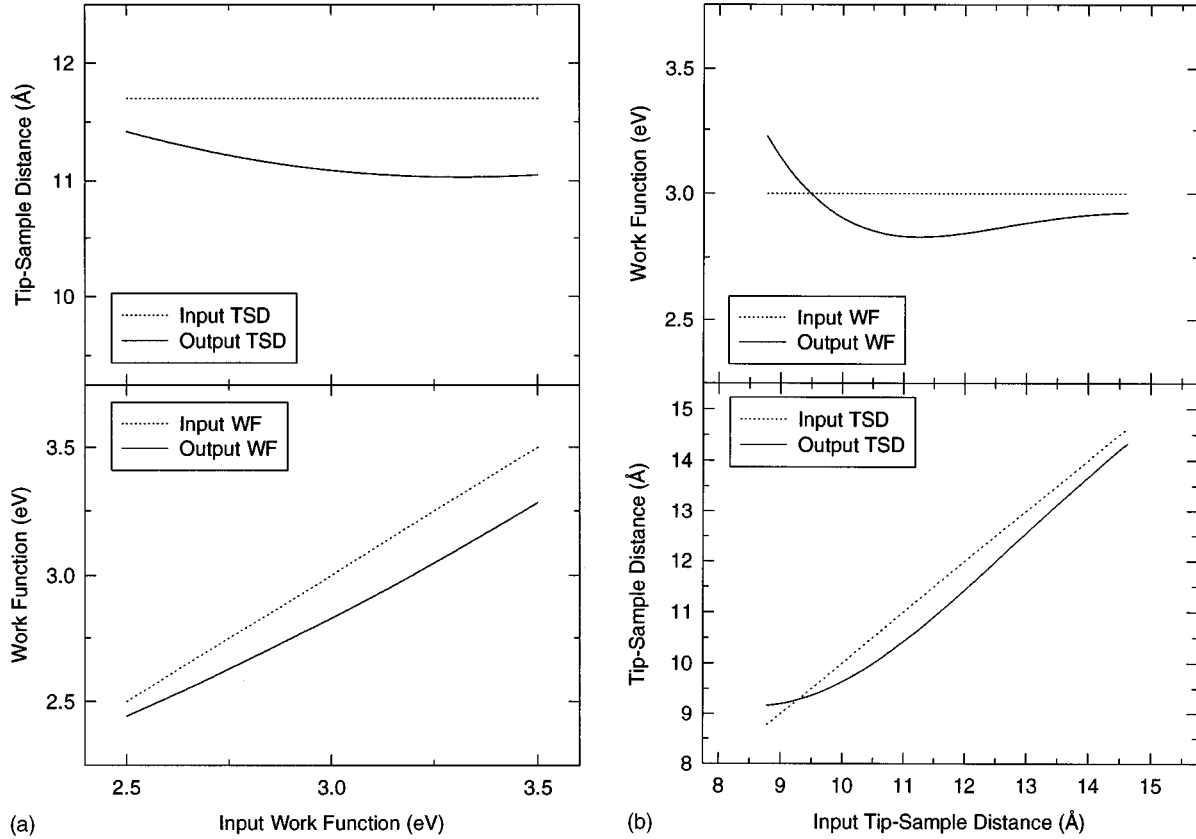 Tip-Sample Distance (Å)
12
11
10
Input TSD
Output TSD
Work Function (eV)
3.5
3.0
2.5
Input WF
Output WF
2.5
3.0
3.5
(a)
Input Work Function (eV)
Work Function (eV)
3.5
3.0
2.5
Input WF
Output WF
Tip-Sample Distance (Å)
15
14
13
12
11
10
9
8
Input TSD
Output TSD
8
9
10
11
12
13
14
15
(b)
Input Tip-Sample Distance (Å)